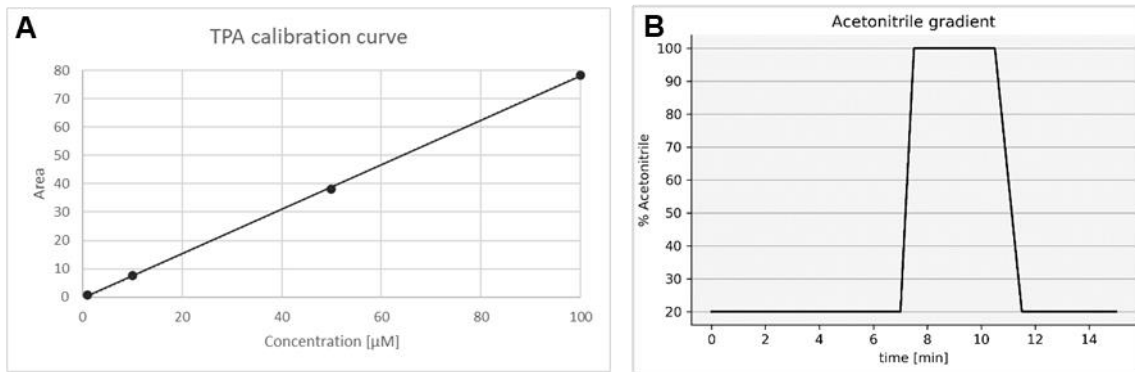 A
TPA calibration curve
80
70
60
50
40
30
20
10
0
Area
0 20 40 60 80 100
Concentration [µM]
B
Acetonitrile gradient
100
90
80
70
60
50
40
30
20
% Acetonitrile
0 2 4 6 8 10 12 14
time [min]